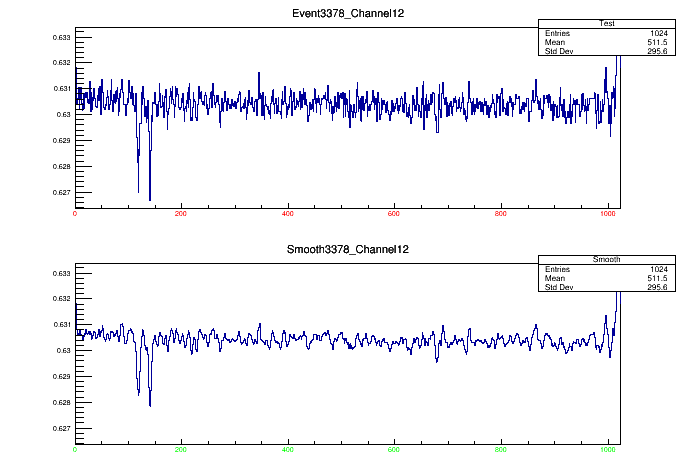 Event3378_Channel12
Test
Entries 1024
Mean 511.5
Std Dev 295.6
0.633
0.632
0.631
0.63
0.629
0.628
0.627
0 200 400 600 800 1000
Smooth3378_Channel12
Smooth
Entries 1024
Mean 511.5
Std Dev 295.6
0.633
0.632
0.631
0.63
0.629
0.628
0.627
0 200 400 600 800 1000